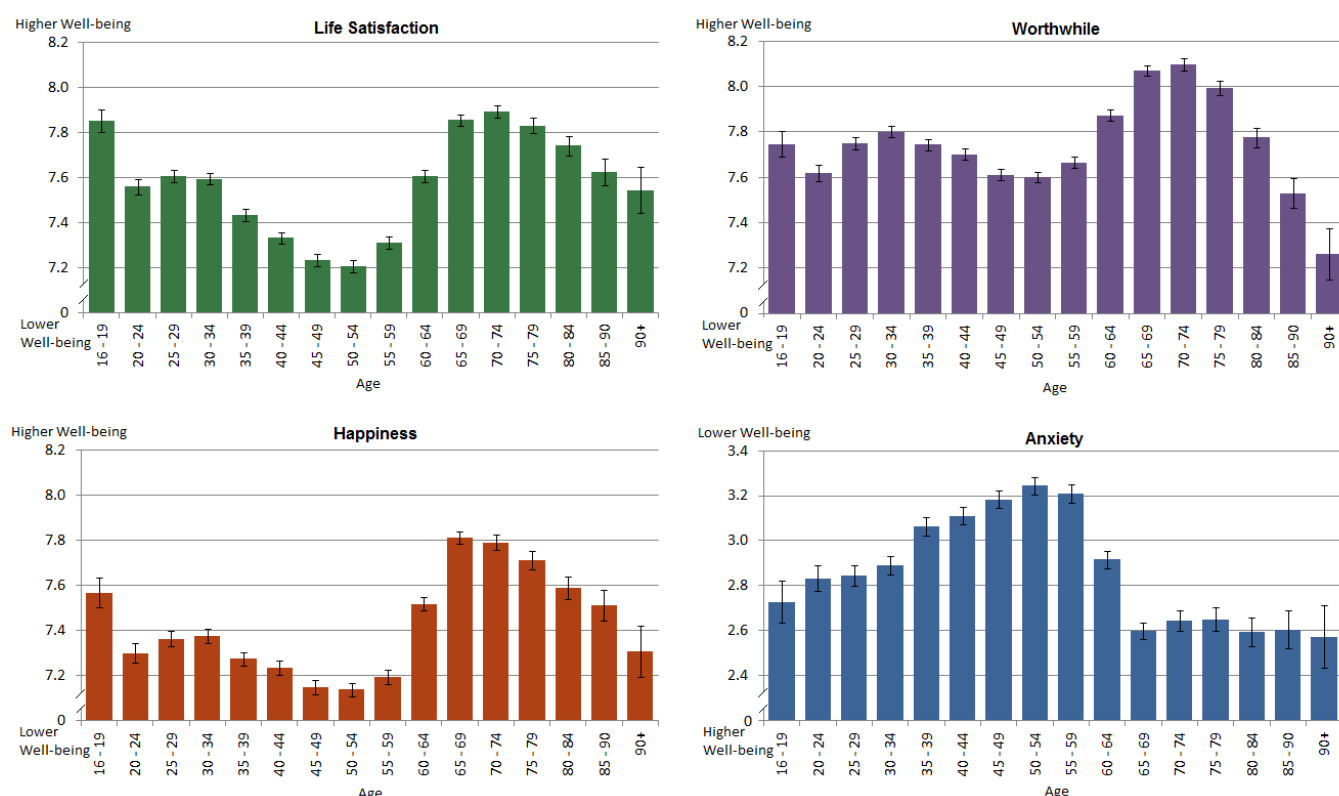 Higher Well-being
Life Satisfaction
8.2
8.0
7.8
7.6
7.4
7.2
0
Lower
Well-being
16 - 19
20 - 24
25 - 29
30 - 34
35 - 39
40 - 44
45 - 49
50 - 54
55 - 59
60 - 64
65 - 69
70 - 74
75 - 79
80 - 84
85 - 90
90+
Age
Higher Well-being
Worthwhile
8.2
8.0
7.8
7.6
7.4
7.2
0
Lower
Well-being
16 - 19
20 - 24
25 - 29
30 - 34
35 - 39
40 - 44
45 - 49
50 - 54
55 - 59
60 - 64
65 - 69
70 - 74
75 - 79
80 - 84
85 - 90
90+
Age
Higher Well-being
Happiness
8.2
8.0
7.8
7.6
7.4
7.2
0
Lower
Well-being
16 - 19
20 - 24
25 - 29
30 - 34
35 - 39
40 - 44
45 - 49
50 - 54
55 - 59
60 - 64
65 - 69
70 - 74
75 - 79
80 - 84
85 - 90
90+
Age
Lower Well-being
Anxiety
3.4
3.2
3.0
2.8
2.6
2.4
0
Higher
Well-being
16 - 19
20 - 24
25 - 29
30 - 34
35 - 39
40 - 44
45 - 49
50 - 54
55 - 59
60 - 64
65 - 69
70 - 74
75 - 79
80 - 84
85 - 90
90+
Age